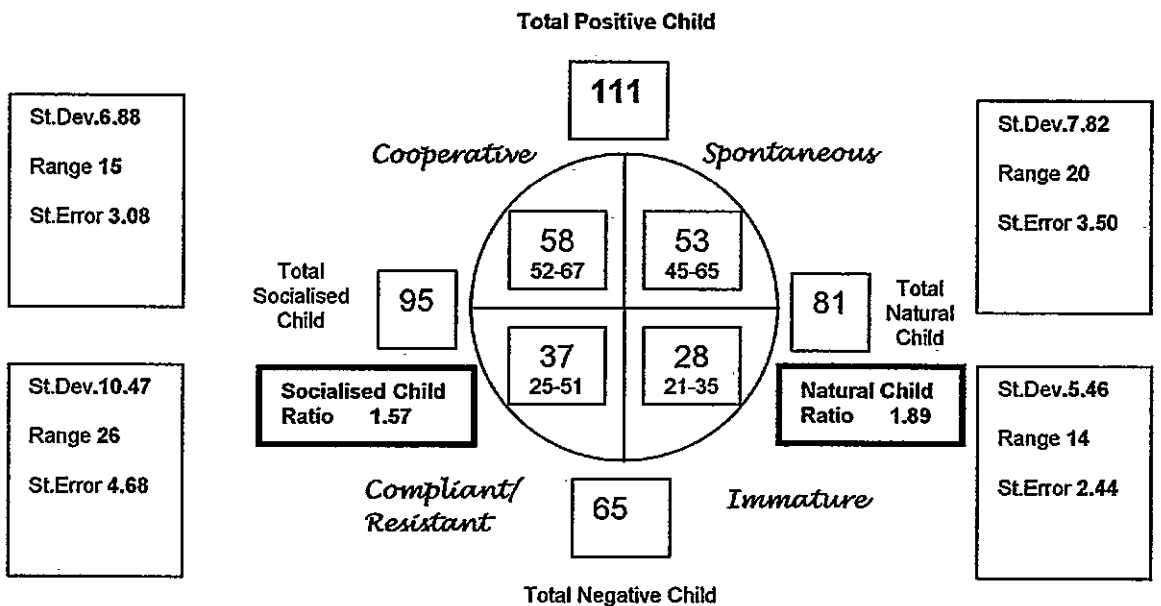 Total Positive Child
111
St.Dev.6.88
Range 15
St.Error 3.08
Cooperative
Spontaneous
St.Dev.7.82
Range 20
St.Error 3.50
58
52-67
53
45-65
Total
Socialised
Child
95
81
Total
Natural
Child
37
25-51
28
21-35
St.Dev.10.47
Range 26
St.Error 4.68
Socialised Child
Ratio 1.57
Natural Child
Ratio 1.89
St.Dev.5.46
Range 14
St.Error 2.44
Compliant/
Resistant
65
Immature
Total Negative Child